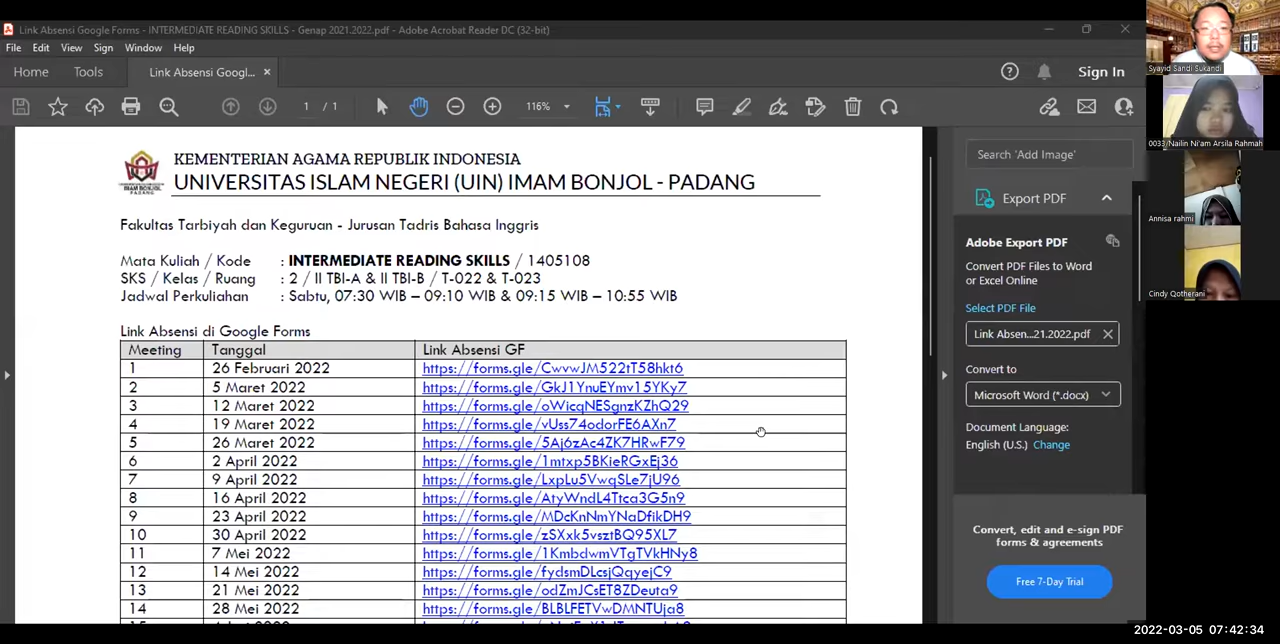 Link Absensi Google Forms - INTERMEDIATE READING SKILLS - Genap 2021.2022.pdf - Adobe Acrobat Reader DC (32-bit)
File Edit View Sign Window Help
Home Tools Link Absensi Googl... ×
Sign In
1 / 1 116%
KEMENTERIAN AGAMA REPUBLIK INDONESIA
UNIVERSITAS ISLAM NEGERI (UIN) IMAM BONJOL - PADANG
Fakultas Tarbiyah dan Keguruan - Jurusan Tadris Bahasa Inggris
Mata Kuliah / Kode : INTERMEDIATE READING SKILLS / 1405108
SKS / Kelas / Ruang : 2 / II TBI-A & II TBI-B / T-022 & T-023
Jadwal Perkuliahan : Sabtu, 07:30 WIB – 09:10 WIB & 09:15 WIB – 10:55 WIB
Link Absensi di Google Forms
Meeting Tanggal Link Absensi GF
1 26 Februari 2022 https://forms.gle/CwvwJM522tT58hkt6
2 5 Maret 2022 https://forms.gle/GkJ1YnuEYmv15YKy7
3 12 Maret 2022 https://forms.gle/oWicqNESgnzKZhQ29
4 19 Maret 2022 https://forms.gle/vUss74odorFE6AXn7
5 26 Maret 2022 https://forms.gle/5Aj6zAc4ZK7HRwF79
6 2 April 2022 https://forms.gle/1mtxp5BKieRGxEj36
7 9 April 2022 https://forms.gle/LxpLu5VwqSLe7jU96
8 16 April 2022 https://forms.gle/AtyWndL4Ttca3G5n9
9 23 April 2022 https://forms.gle/MDcKnNmYNaDfikDH9
10 30 April 2022 https://forms.gle/zSXxk5vsztBQ95XL7
11 7 Mei 2022 https://forms.gle/1KmbdwmVTgTVkHNy8
12 14 Mei 2022 https://forms.gle/fydsmDLcsjQqyejC9
13 21 Mei 2022 https://forms.gle/odZmJCsET8ZDeuta9
14 28 Mei 2022 https://forms.gle/BLBLFETVwDMNTUja8
Search 'Add Image'
Export PDF
Adobe Export PDF
Convert PDF Files to Word
or Excel Online
Select PDF File
Link Absen...21.2022.pdf ×
Convert to
Microsoft Word (*.docx)
Document Language:
English (U.S.) Change
Convert, edit and e-sign PDF
forms & agreements
Free 7-Day Trial
Syayid Sandi Sukandi
0033/Nailin Ni'am Arsila Rahmah
Annisa rahmi
Cindy Qotherani
2022-03-05 07:42:34